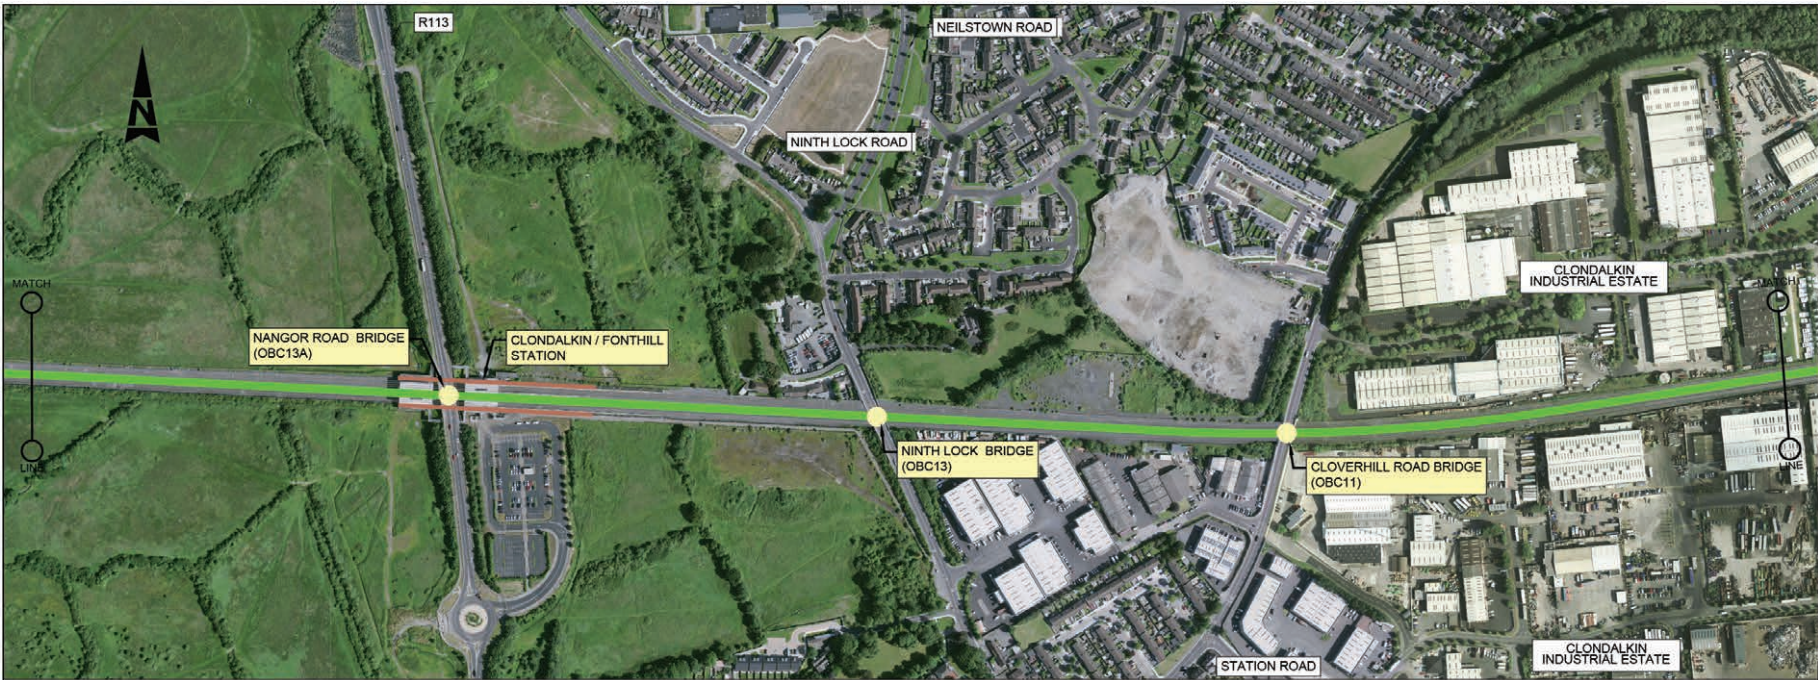 R113
NEILSTOWN ROAD
N
NINTH LOCK ROAD
CLONDALKIN
INDUSTRIAL ESTATE
MATCH
MATCH
NANGOR ROAD BRIDGE
(OBC13A)
CLONDALKIN / FONTHILL
STATION
NINTH LOCK BRIDGE
(OBC13)
CLOVERHILL ROAD BRIDGE
(OBC11)
LINE
LINE
STATION ROAD
CLONDALKIN
INDUSTRIAL ESTATE